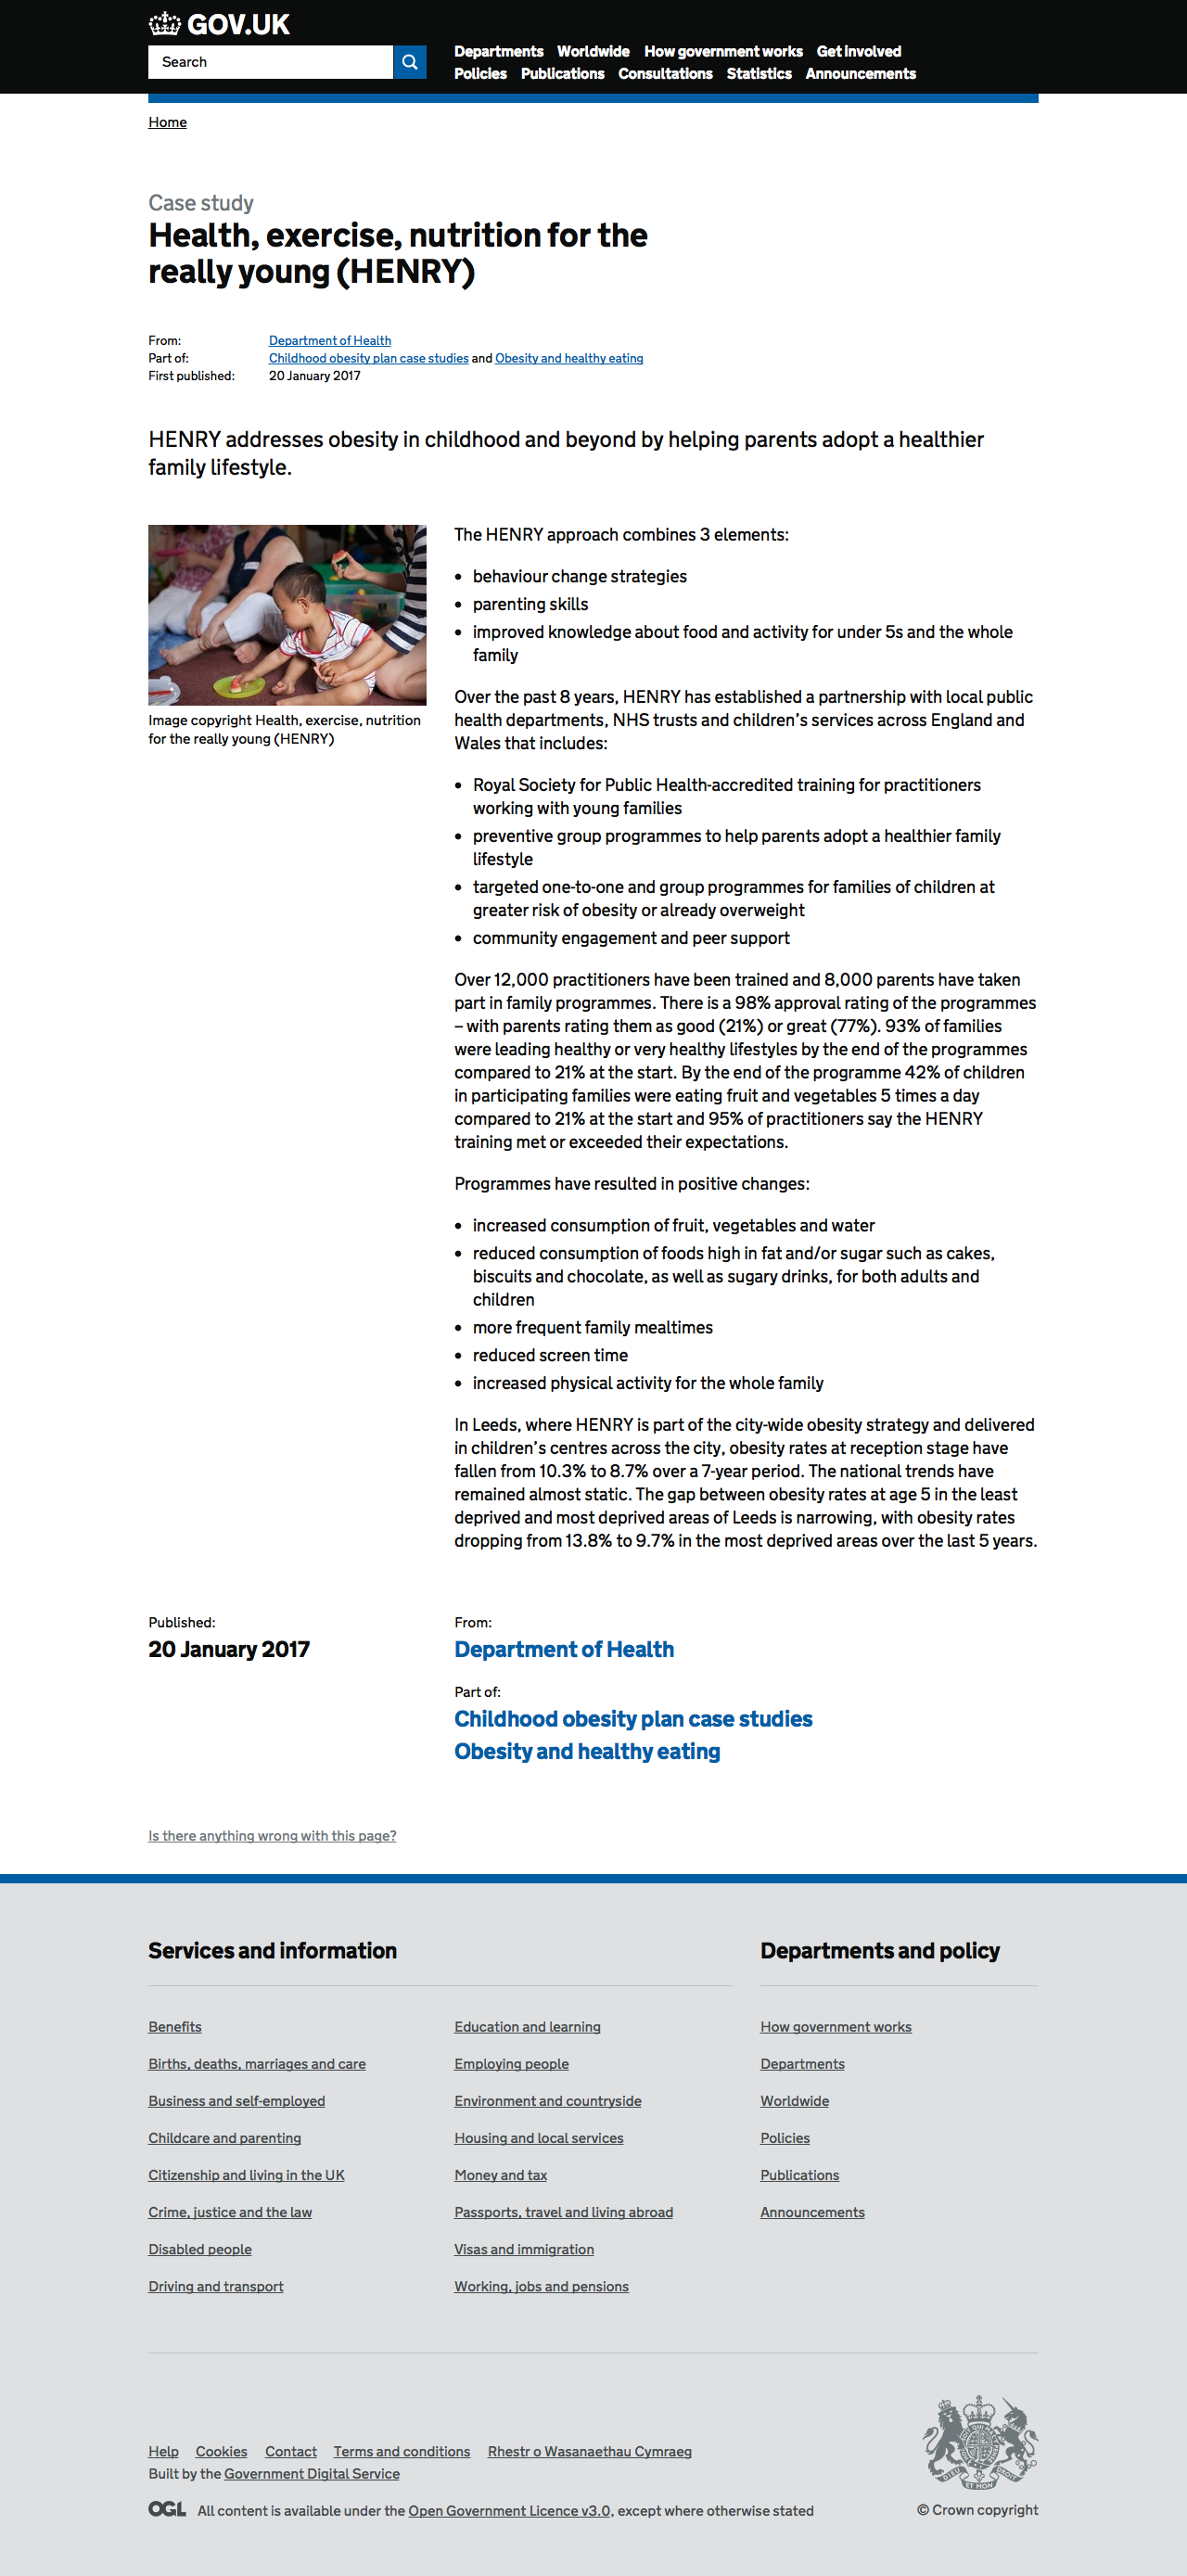 GOV.UK
Search
Departments Worldwide How government works Get involved
Policies Publications Consultations Statistics Announcements
Home
Case study
Health, exercise, nutrition for the
really young (HENRY)
From: Department of Health
Part of: Childhood obesity plan case studies and Obesity and healthy eating
First published: 20 January 2017
HENRY addresses obesity in childhood and beyond by helping parents adopt a healthier
family lifestyle.
Image copyright Health, exercise, nutrition
for the really young (HENRY)
The HENRY approach combines 3 elements:
• behaviour change strategies
• parenting skills
• improved knowledge about food and activity for under 5s and the whole
family
Over the past 8 years, HENRY has established a partnership with local public
health departments, NHS trusts and children’s services across England and
Wales that includes:
• Royal Society for Public Health-accredited training for practitioners
working with young families
• preventive group programmes to help parents adopt a healthier family
lifestyle
• targeted one-to-one and group programmes for families of children at
greater risk of obesity or already overweight
• community engagement and peer support
Over 12,000 practitioners have been trained and 8,000 parents have taken
part in family programmes. There is a 98% approval rating of the programmes
– with parents rating them as good (21%) or great (77%). 93% of families
were leading healthy or very healthy lifestyles by the end of the programmes
compared to 21% at the start. By the end of the programme 42% of children
in participating families were eating fruit and vegetables 5 times a day
compared to 21% at the start and 95% of practitioners say the HENRY
training met or exceeded their expectations.
Programmes have resulted in positive changes:
• increased consumption of fruit, vegetables and water
• reduced consumption of foods high in fat and/or sugar such as cakes,
biscuits and chocolate, as well as sugary drinks, for both adults and
children
• more frequent family mealtimes
• reduced screen time
• increased physical activity for the whole family
In Leeds, where HENRY is part of the city-wide obesity strategy and delivered
in children’s centres across the city, obesity rates at reception stage have
fallen from 10.3% to 8.7% over a 7-year period. The national trends have
remained almost static. The gap between obesity rates at age 5 in the least
deprived and most deprived areas of Leeds is narrowing, with obesity rates
dropping from 13.8% to 9.7% in the most deprived areas over the last 5 years.
Published:
20 January 2017
From:
Department of Health
Part of:
Childhood obesity plan case studies
Obesity and healthy eating
Is there anything wrong with this page?
Services and information
Benefits
Births, deaths, marriages and care
Business and self-employed
Childcare and parenting
Citizenship and living in the UK
Crime, justice and the law
Disabled people
Driving and transport
Education and learning
Employing people
Environment and countryside
Housing and local services
Money and tax
Passports, travel and living abroad
Visas and immigration
Working, jobs and pensions
Departments and policy
How government works
Departments
Worldwide
Policies
Publications
Announcements
Help Cookies Contact Terms and conditions Rhestr o Wasanaethau Cymraeg
Built by the Government Digital Service
OGL All content is available under the Open Government Licence v3.0, except where otherwise stated
DIEU ET MON DROIT
© Crown copyright